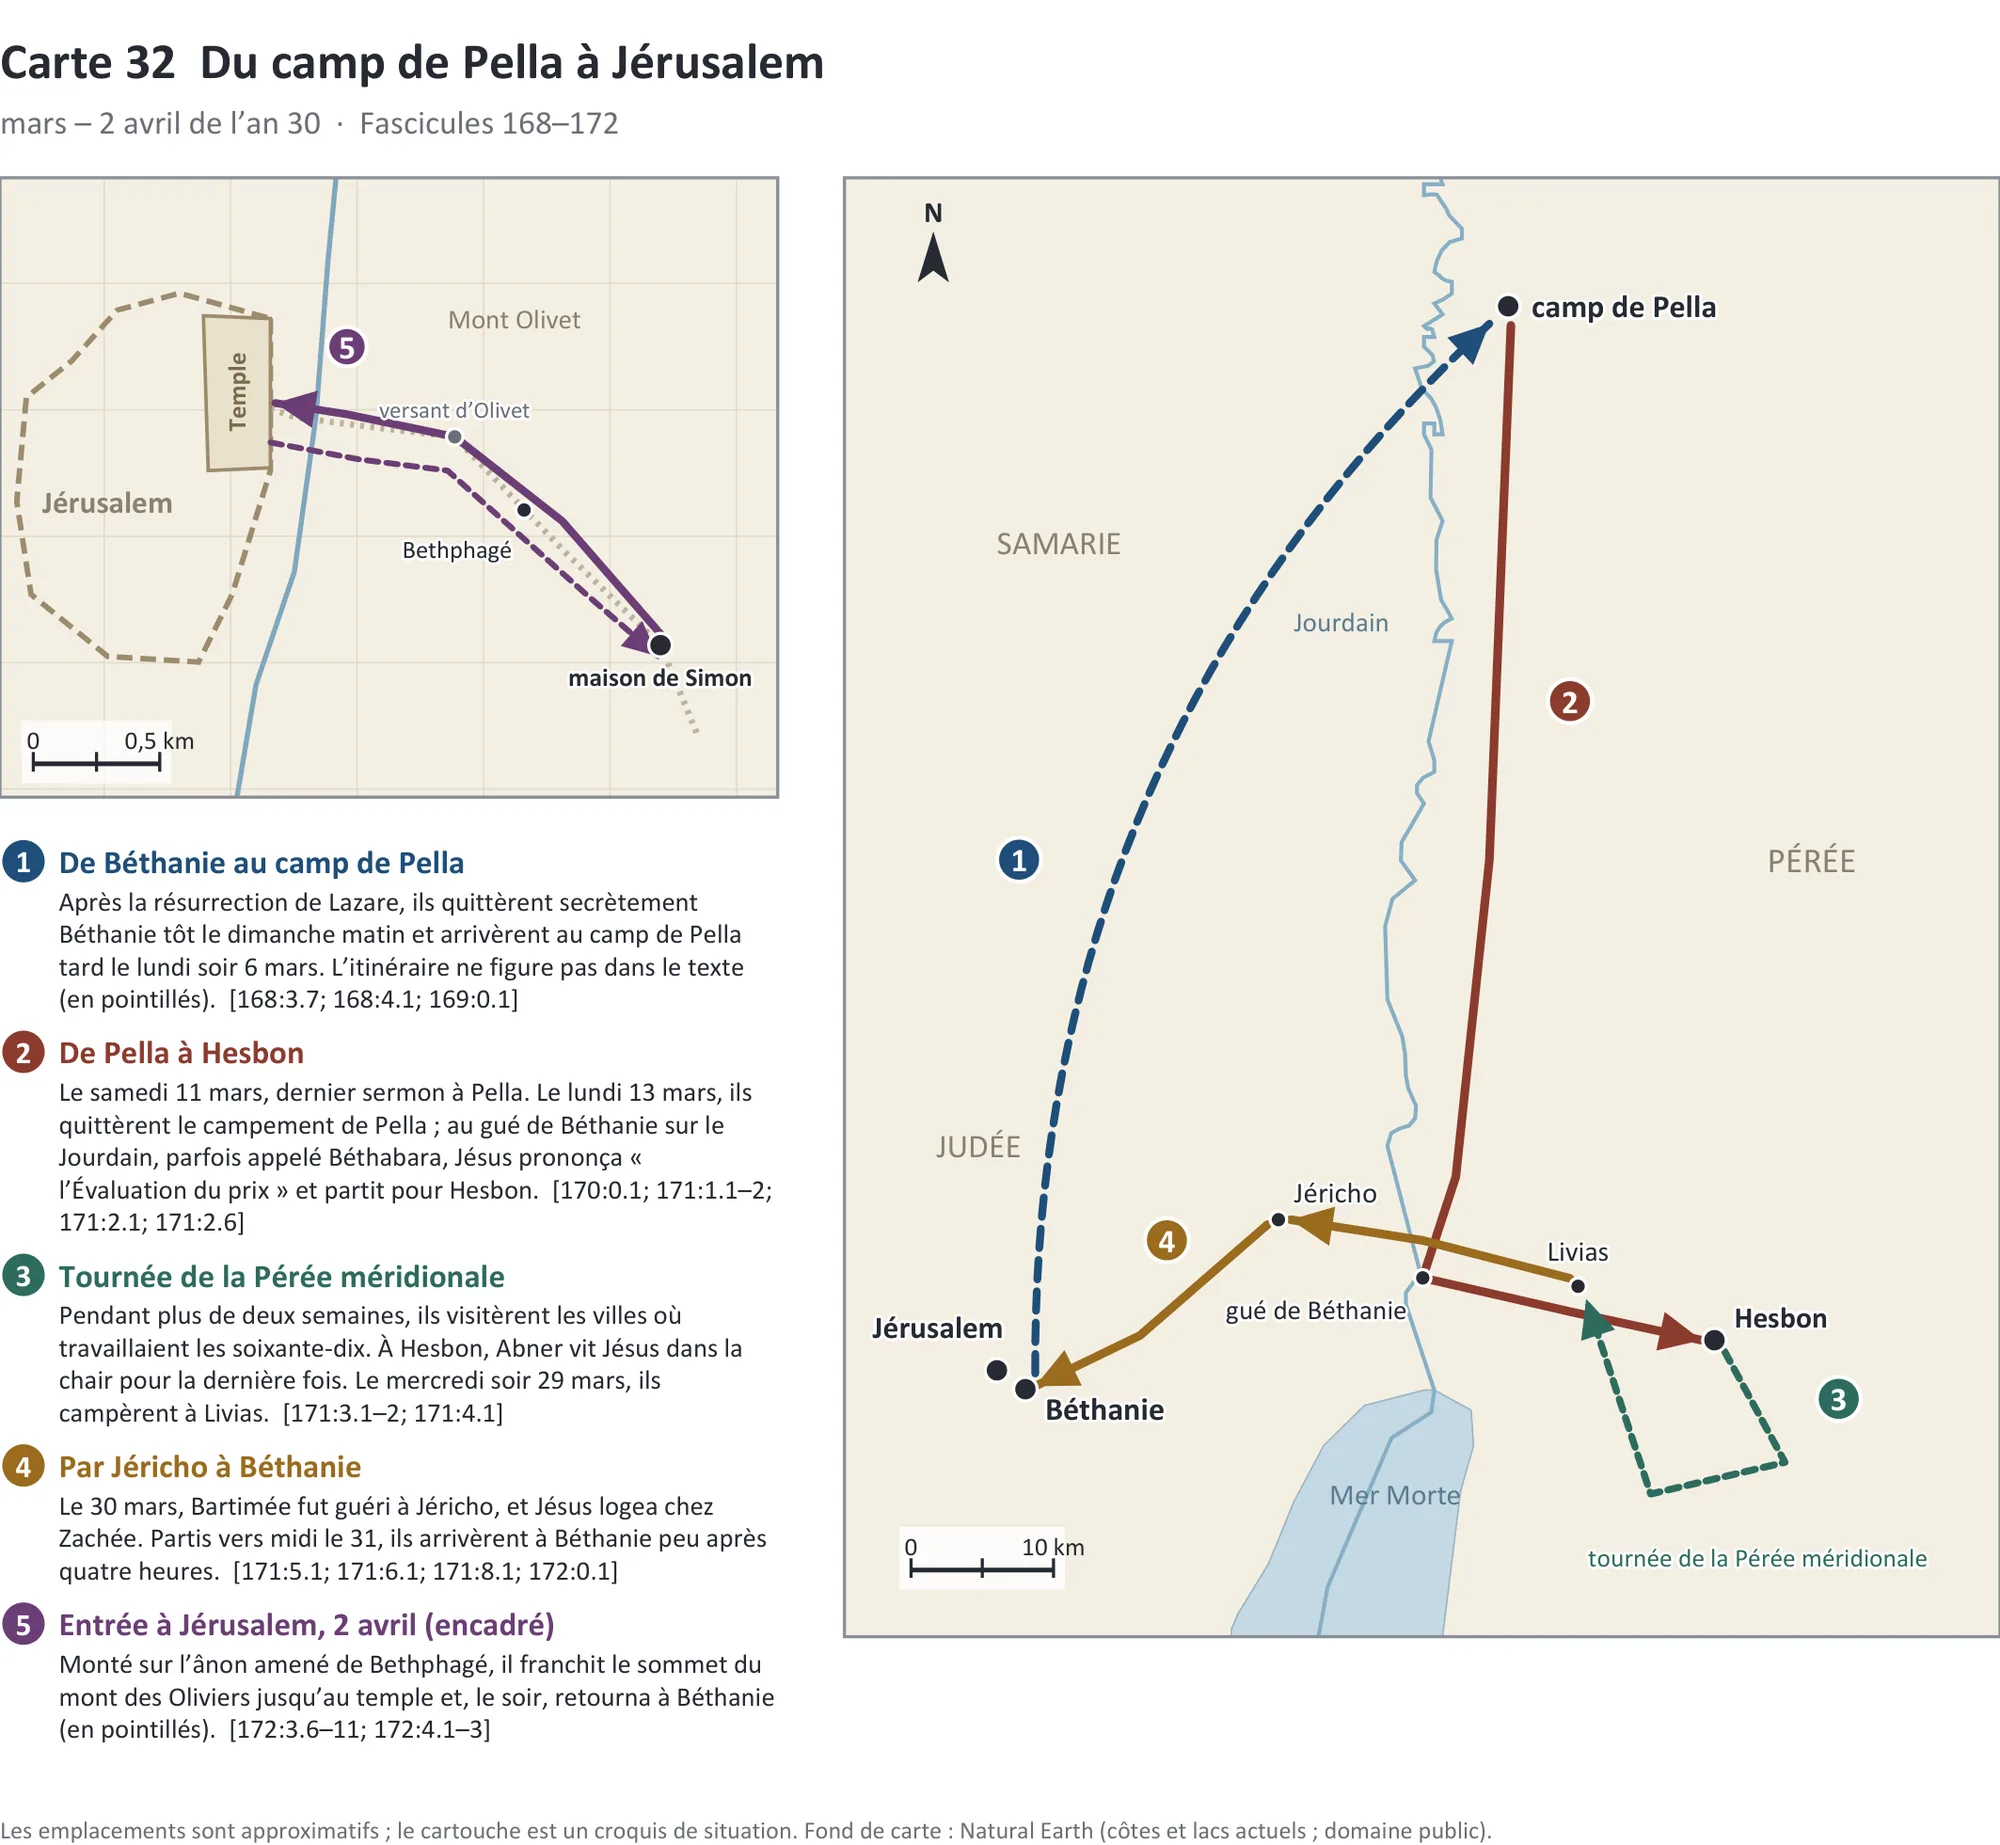 Carte 32  Du camp de Pella à Jérusalem
mars – 2 avril de l’an 30  ·  Fascicules 168–172
Mont Olivet
5
versant d’Olivet
Temple
Jérusalem
Bethphagé
maison de Simon
0
0,5 km
1 De Béthanie au camp de Pella
Après la résurrection de Lazare, ils quittèrent secrètement
Béthanie tôt le dimanche matin et arrivèrent au camp de Pella
tard le lundi soir 6 mars. L’itinéraire ne figure pas dans le texte
(en pointillés).  [168:3.7; 168:4.1; 169:0.1]
2 De Pella à Hesbon
Le samedi 11 mars, dernier sermon à Pella. Le lundi 13 mars, ils
quittèrent le campement de Pella ; au gué de Béthanie sur le
Jourdain, parfois appelé Béthabara, Jésus prononça «
l’Évaluation du prix » et partit pour Hesbon.  [170:0.1; 171:1.1–2;
171:2.1; 171:2.6]
3 Tournée de la Pérée méridionale
Pendant plus de deux semaines, ils visitèrent les villes où
travaillaient les soixante-dix. À Hesbon, Abner vit Jésus dans la
chair pour la dernière fois. Le mercredi soir 29 mars, ils
campèrent à Livias.  [171:3.1–2; 171:4.1]
4 Par Jéricho à Béthanie
Le 30 mars, Bartimée fut guéri à Jéricho, et Jésus logea chez
Zachée. Partis vers midi le 31, ils arrivèrent à Béthanie peu après
quatre heures.  [171:5.1; 171:6.1; 171:8.1; 172:0.1]
5 Entrée à Jérusalem, 2 avril (encadré)
Monté sur l’ânon amené de Bethphagé, il franchit le sommet du
mont des Oliviers jusqu’au temple et, le soir, retourna à Béthanie
(en pointillés).  [172:3.6–11; 172:4.1–3]
N
camp de Pella
SAMARIE
Jourdain
2
1
PÉRÉE
JUDÉE
Jéricho
4
Livias
gué de Béthanie
Hesbon
Jérusalem
3
Béthanie
Mer Morte
0
10 km
tournée de la Pérée méridionale
Les emplacements sont approximatifs ; le cartouche est un croquis de situation. Fond de carte : Natural Earth (côtes et lacs actuels ; domaine public).